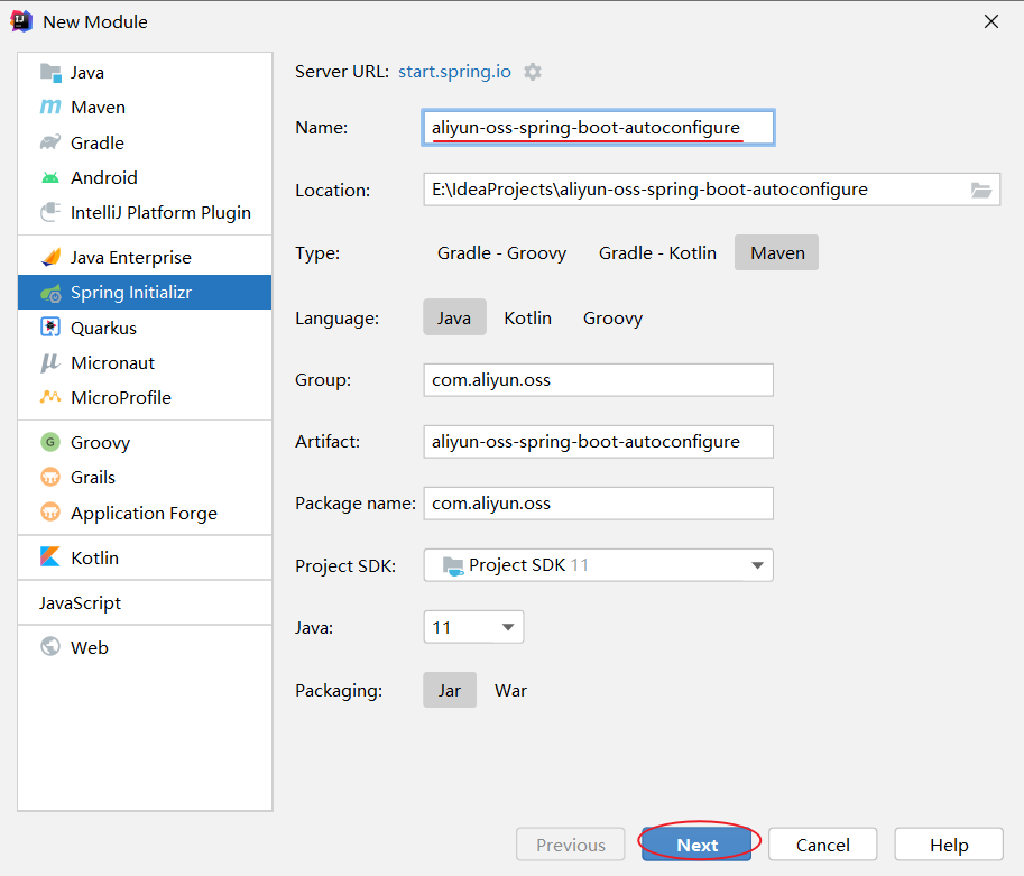 New Module
Java
Maven
Gradle
Android
IntelliJ Platform Plugin
Java Enterprise
Spring Initializr
Quarkus
Micronaut
MicroProfile
Groovy
Grails
Application Forge
Kotlin
JavaScript
Web
Server URL: start.spring.io
Name: aliyun-oss-spring-boot-autoconfigure
Location: E:\IdeaProjects\aliyun-oss-spring-boot-autoconfigure
Type: Gradle - Groovy Gradle - Kotlin Maven
Language: Java Kotlin Groovy
Group: com.aliyun.oss
Artifact: aliyun-oss-spring-boot-autoconfigure
Package name: com.aliyun.oss
Project SDK: Project SDK 11
Java: 11
Packaging: Jar War
Previous Next Cancel Help